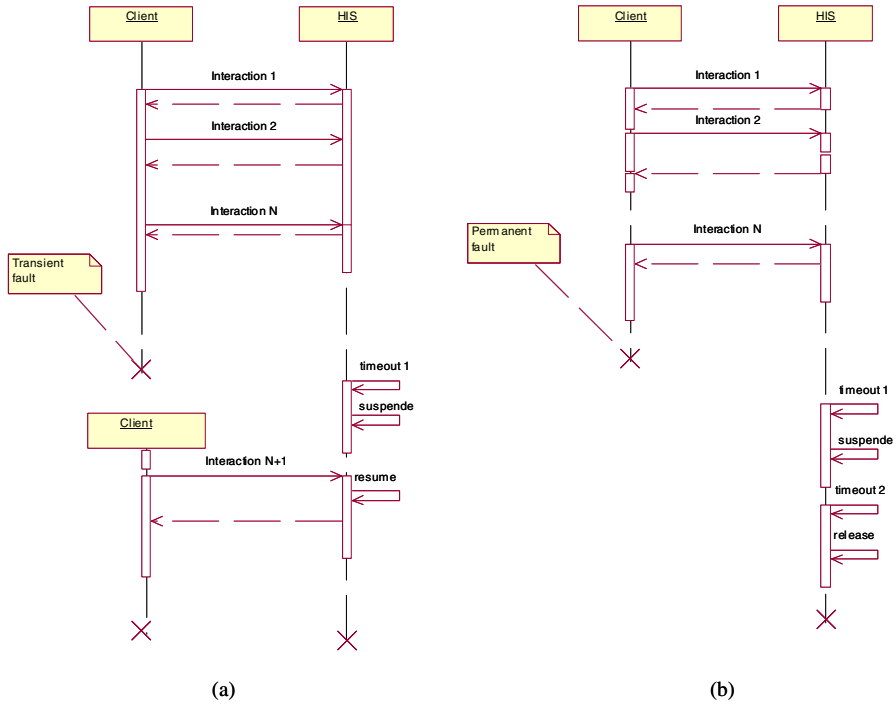 Client
HIS
Interaction 1
Interaction 2
Interaction N
Transient
fault
timeout 1
suspende
Client
Interaction N+1
resume
(a)
Client
HIS
Interaction 1
Interaction 2
Interaction N
Permanent
fault
timeout 1
suspende
timeout 2
release
(b)